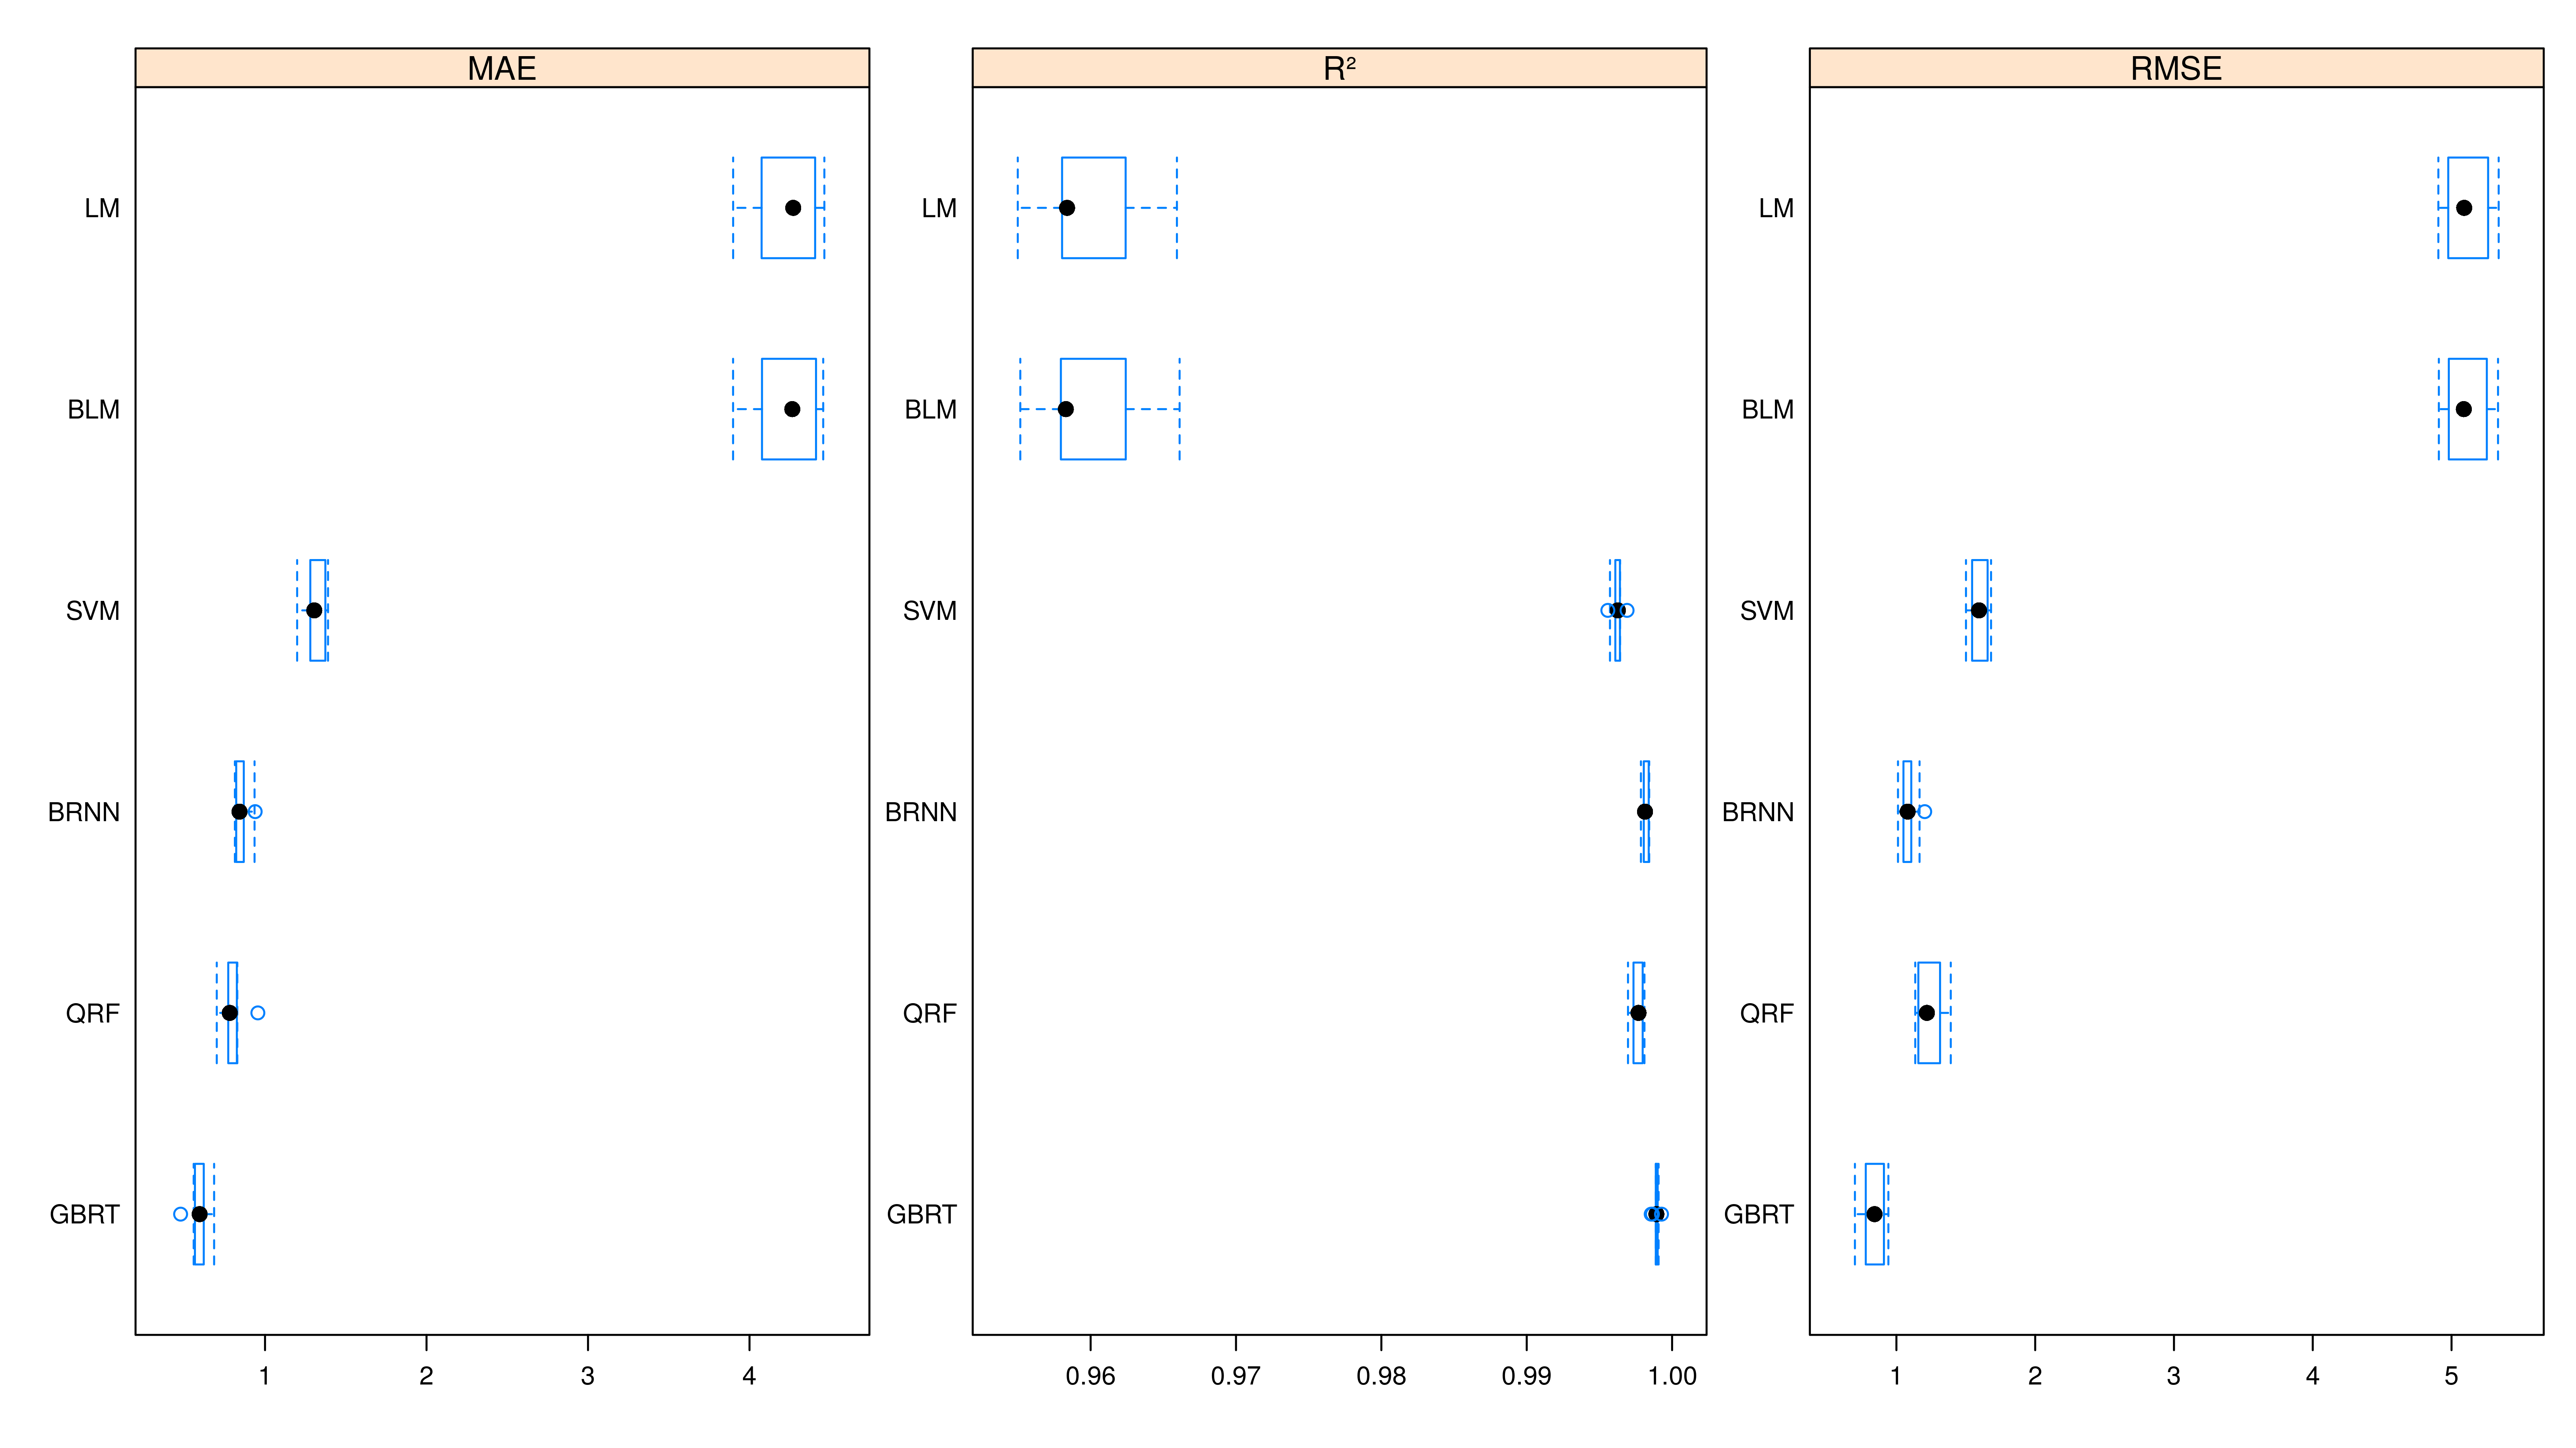 MAE
LM
BLM
SVM
BRNN
QRF
GBRT
1 2 3 4
R²
LM
BLM
SVM
BRNN
QRF
GBRT
0.96 0.97 0.98 0.99 1.00
RMSE
LM
BLM
SVM
BRNN
QRF
GBRT
1 2 3 4 5